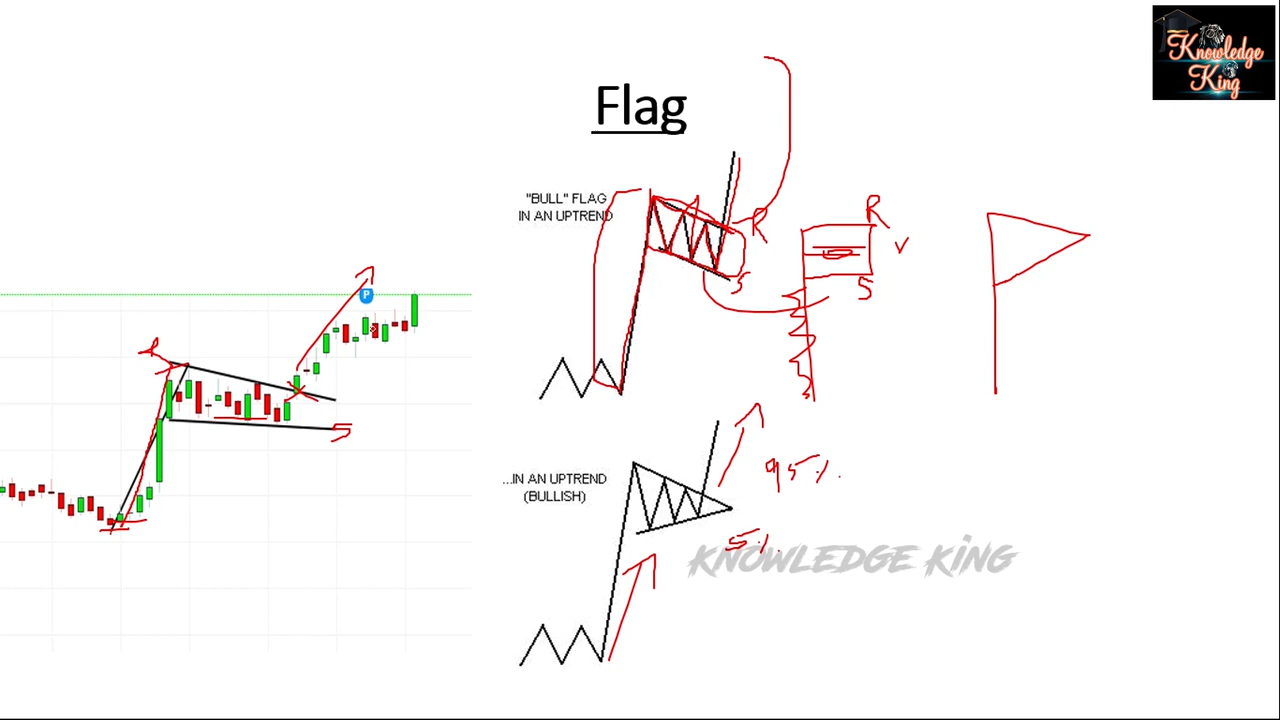 Knowledge
King
Flag
"BULL" FLAG
IN AN UPTREND
R
S
R
V
S
P
R
S
...IN AN UPTREND
(BULLISH)
95%.
5%.
KNOWLEDGE KING